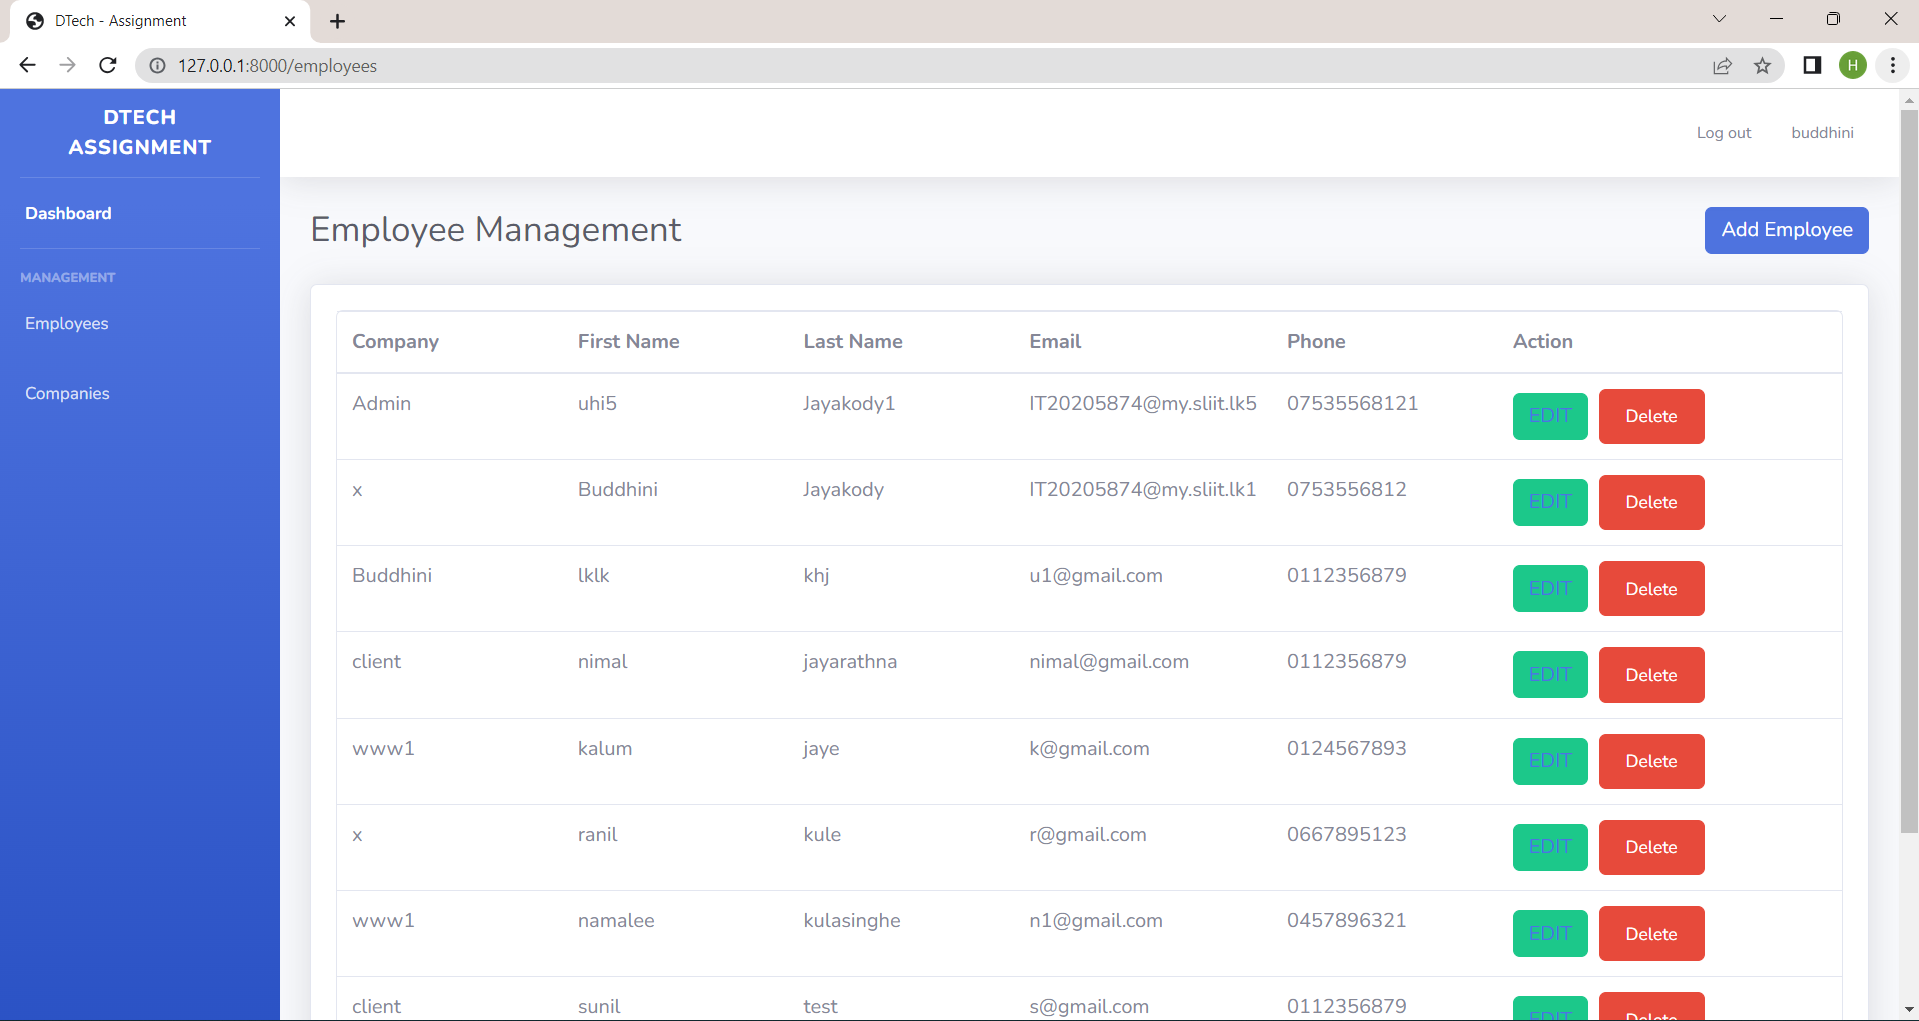 DTech - Assignment
127.0.0.1:8000/employees
H
DTECH
ASSIGNMENT
Log out buddhini
Dashboard
MANAGEMENT
Employees
Companies
Employee Management
Add Employee
Company First Name Last Name Email Phone Action
Admin uhi5 Jayakody1 IT20205874@my.sliit.lk5 07535568121 EDIT Delete
x Buddhini Jayakody IT20205874@my.sliit.lk1 0753556812 EDIT Delete
Buddhini lklk khj u1@gmail.com 0112356879 EDIT Delete
client nimal jayarathna nimal@gmail.com 0112356879 EDIT Delete
www1 kalum jaye k@gmail.com 0124567893 EDIT Delete
x ranil kule r@gmail.com 0667895123 EDIT Delete
www1 namalee kulasinghe n1@gmail.com 0457896321 EDIT Delete
client sunil test s@gmail.com 0112356879 EDIT Delete